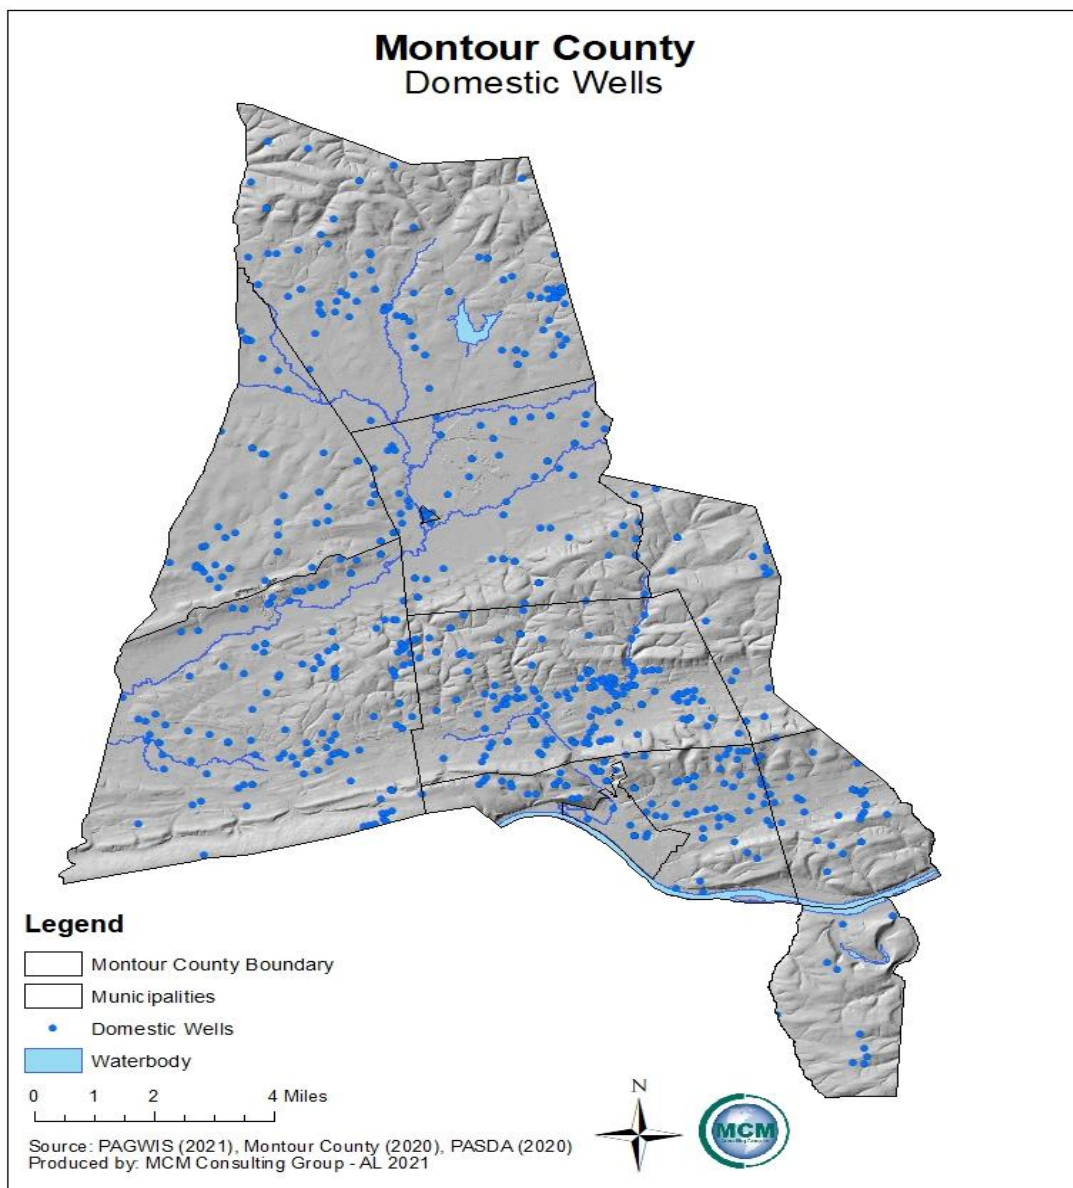 Montour County
Domestic Wells
Legend
Montour County Boundary
Municipalities
Domestic Wells
Waterbody
0 1 2 4 Miles
N
MCM
Source: PAGWIS (2021), Montour County (2020), PASDA (2020)
Produced by: MCM Consulting Group - AL 2021